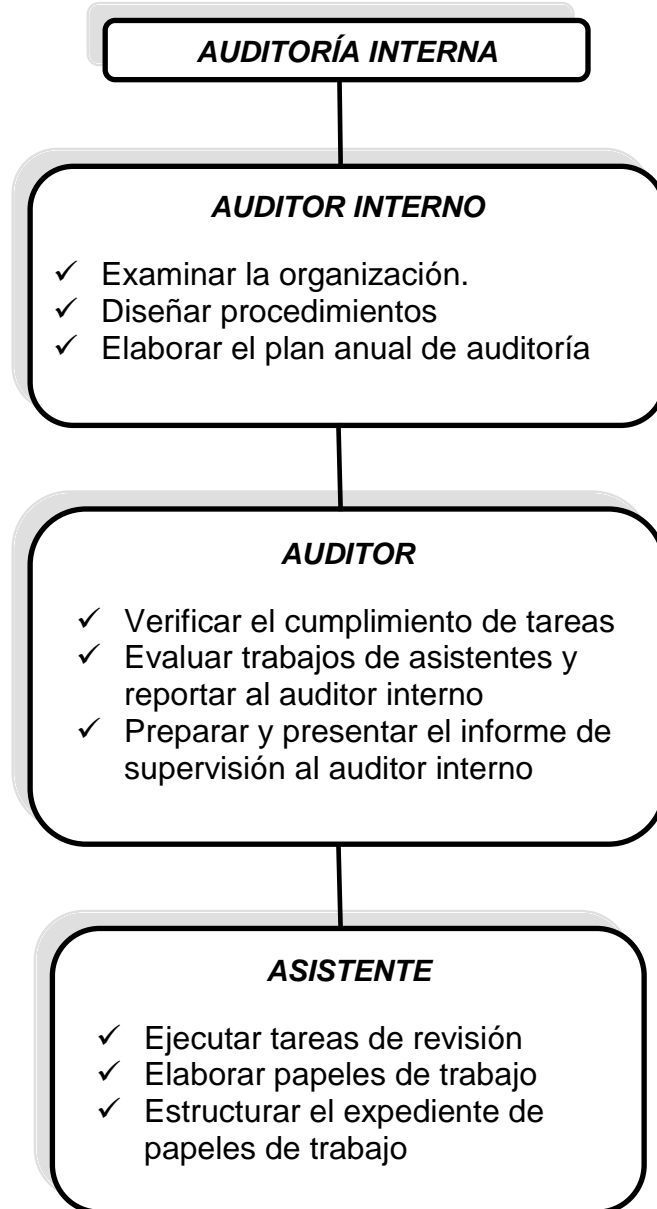 AUDITORÍA INTERNA
AUDITOR INTERNO
✓ Examinar la organización.
✓ Diseñar procedimientos
✓ Elaborar el plan anual de auditoría
AUDITOR
✓ Verificar el cumplimiento de tareas
✓ Evaluar trabajos de asistentes y
reportar al auditor interno
✓ Preparar y presentar el informe de
supervisión al auditor interno
ASISTENTE
✓ Ejecutar tareas de revisión
✓ Elaborar papeles de trabajo
✓ Estructurar el expediente de
papeles de trabajo